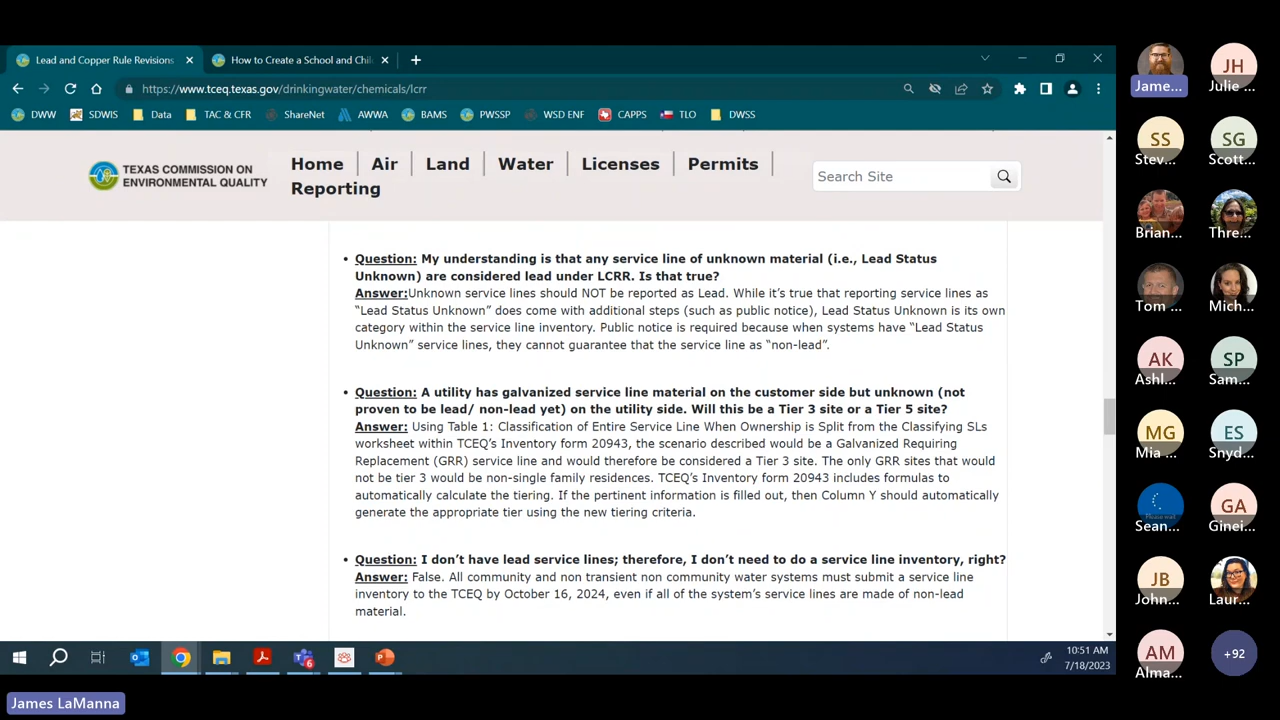 Lead and Copper Rule Revisions
How to Create a School and Chil
https://www.tceq.texas.gov/drinkingwater/chemicals/lcrr
DWW SDWIS Data TAC & CFR ShareNet AWWA BAMS PWSSP WSD ENF CAPPS TLO DWSS
TEXAS COMMISSION ON
ENVIRONMENTAL QUALITY
Home Air Land Water Licenses Permits
Reporting
Search Site
• Question: My understanding is that any service line of unknown material (i.e., Lead Status
Unknown) are considered lead under LCRR. Is that true?
Answer:Unknown service lines should NOT be reported as Lead. While it’s true that reporting service lines as
“Lead Status Unknown” does come with additional steps (such as public notice), Lead Status Unknown is its own
category within the service line inventory. Public notice is required because when systems have “Lead Status
Unknown” service lines, they cannot guarantee that the service line as “non-lead”.
• Question: A utility has galvanized service line material on the customer side but unknown (not
proven to be lead/ non-lead yet) on the utility side. Will this be a Tier 3 site or a Tier 5 site?
Answer: Using Table 1: Classification of Entire Service Line When Ownership is Split from the Classifying SLs
worksheet within TCEQ’s Inventory form 20943, the scenario described would be a Galvanized Requiring
Replacement (GRR) service line and would therefore be considered a Tier 3 site. The only GRR sites that would
not be tier 3 would be non-single family residences. TCEQ’s Inventory form 20943 includes formulas to
automatically calculate the tiering. If the pertinent information is filled out, then Column Y should automatically
generate the appropriate tier using the new tiering criteria.
• Question: I don’t have lead service lines; therefore, I don’t need to do a service line inventory, right?
Answer: False. All community and non transient non community water systems must submit a service line
inventory to the TCEQ by October 16, 2024, even if all of the system’s service lines are made of non-lead
material.
10:51 AM
7/18/2023
James LaManna
JH
Jame... Julie ...
SS SG
Stev... Scott...
Brian... Thre...
Tom ... Mich...
AK SP
Ashl... Sam...
MG ES
Mia ... Snyd...
Please wait
GA
Sean... Ginei...
JB
John... Laur...
AM +92
Alma...